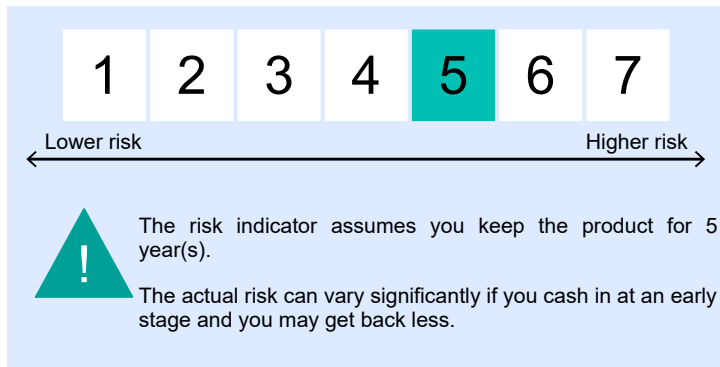 1 2 3 4 5 6 7
Lower risk Higher risk
The risk indicator assumes you keep the product for 5
year(s).
!
The actual risk can vary significantly if you cash in at an early
stage and you may get back less.